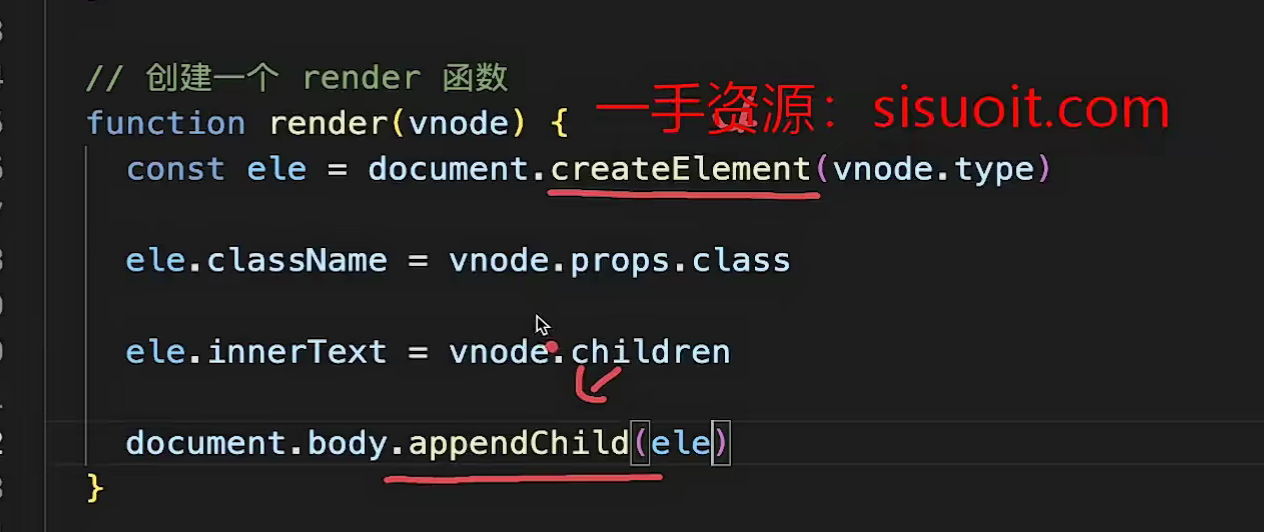 // 创建一个 render 函数
一手资源：sisuoit.com
function render(vnode) {
const ele = document.createElement(vnode.type)
ele.className = vnode.props.class
ele.innerText = vnode.children
document.body.appendChild(ele)
}